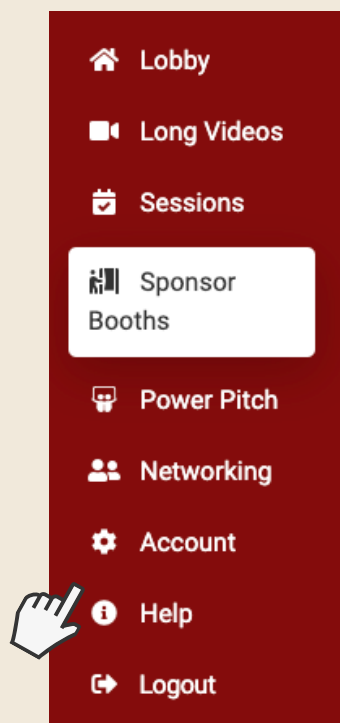 Lobby
Long Videos
Sessions
Sponsor
Booths
Power Pitch
Networking
Account
Help
Logout